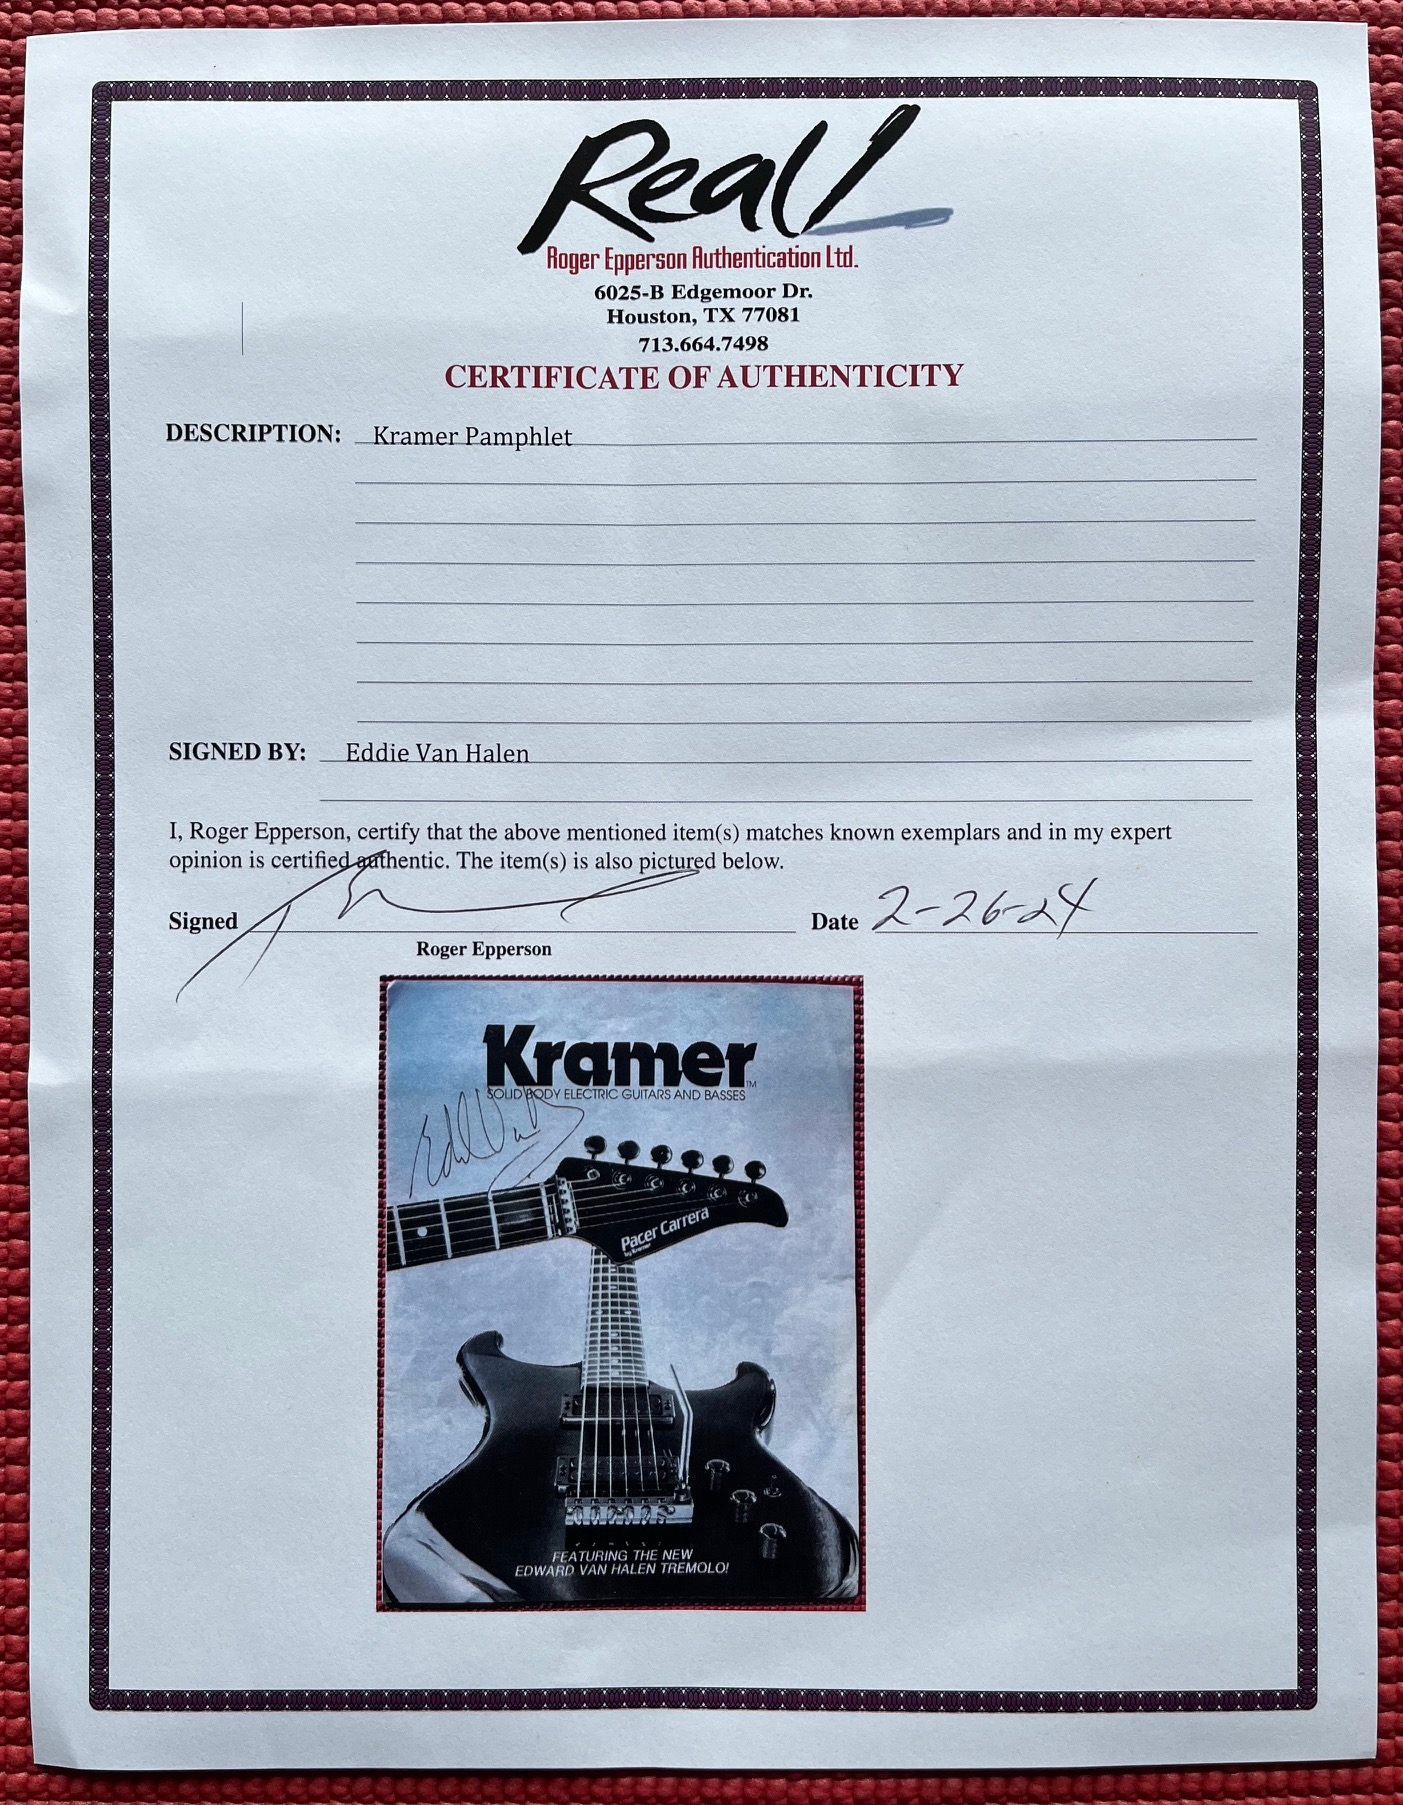 Real
Roger Epperson Authentication Ltd.
6025-B Edgemoor Dr.
Houston, TX 77081
713.664.7498
CERTIFICATE OF AUTHENTICITY
DESCRIPTION: Kramer Pamphlet
SIGNED BY: Eddie Van Halen
I, Roger Epperson, certify that the above mentioned item(s) matches known exemplars and in my expert
opinion is certified authentic. The item(s) is also pictured below.
Signed Date 2-26-24
Roger Epperson
Kramer TM
SOLID BODY ELECTRIC GUITARS AND BASSES
Pacer Carrera
by Kramer
FEATURING THE NEW
EDWARD VAN HALEN TREMOLO!